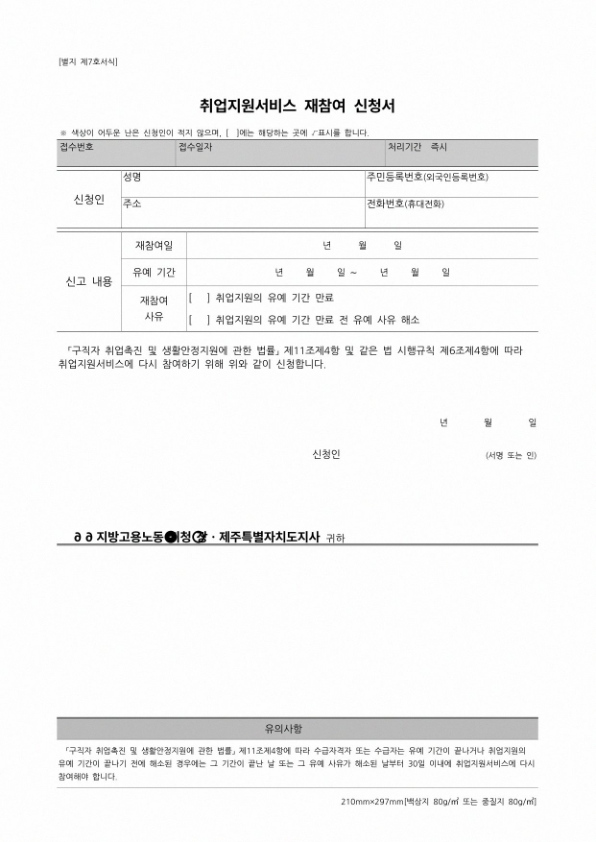 [별지 제7호서식]
취업지원서비스 재참여 신청서
※ 색상이 어두운 난은 신청인이 적지 않으며, [ ]에는 해당하는 곳에 √표시를 합니다.
접수번호 접수일자 처리기간 즉시
신청인 성명 주민등록번호(외국인등록번호)
주소 전화번호(휴대전화)
신고 내용 재참여일 년 월 일
유예 기간 년 월 일 ~ 년 월 일
재참여 사유 [ ] 취업지원의 유예 기간 만료
[ ] 취업지원의 유예 기간 만료 전 유예 사유 해소
「구직자 취업촉진 및 생활안정지원에 관한 법률」 제11조제4항 및 같은 법 시행규칙 제6조제4항에 따라
취업지원서비스에 다시 참여하기 위해 위와 같이 신청합니다.
년 월 일
신청인 (서명 또는 인)
∂∂지방고용노동 청 · 제주특별자치도지사 귀하
유의사항
「구직자 취업촉진 및 생활안정지원에 관한 법률」 제11조제4항에 따라 수급자격자 또는 수급자는 유예 기간이 끝나거나 취업지원의
유예 기간이 끝나기 전에 해소된 경우에는 그 기간이 끝난 날 또는 그 유예 사유가 해소된 날부터 30일 이내에 취업지원서비스에 다시
참여해야 합니다.
210mm×297mm[백상지 80g/㎡ 또는 중질지 80g/㎡]